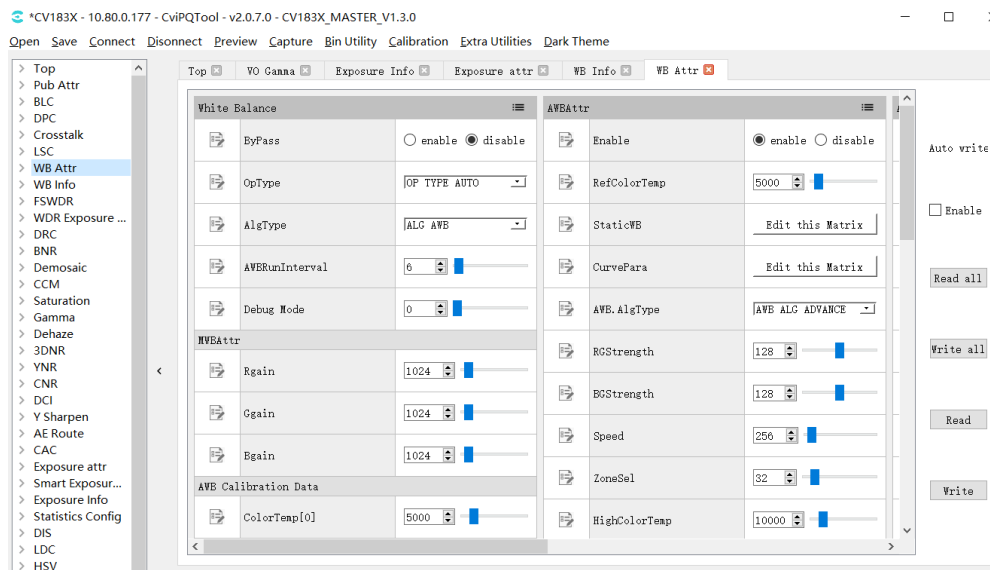 *CV183X - 10.80.0.177 - CviPQTool - v2.0.7.0 - CV183X_MASTER_V1.3.0
Open Save Connect Disonnect Preview Capture Bin Utility Calibration Extra Utilities Dark Theme
Top
Pub Attr
BLC
DPC
Crosstalk
LSC
WB Attr
WB Info
FSWDR
WDR Exposure ...
DRC
BNR
Demosaic
CCM
Saturation
Gamma
Dehaze
3DNR
YNR
CNR
DCI
Y Sharpen
AE Route
CAC
Exposure attr
Smart Exposur...
Exposure Info
Statistics Config
DIS
LDC
HSV
Top VO Gamma Exposure Info Exposure attr WB Info WB Attr
White Balance
ByPass enable disable
OpType OP TYPE AUTO
AlgType ALG AWB
AWBRunInterval 6
Debug Mode 0
MWBAttr
Rgain 1024
Ggain 1024
Bgain 1024
AWB Calibration Data
ColorTemp[0] 5000
AWBAttr
Enable enable disable
RefColorTemp 5000
StaticWB Edit this Matrix
CurvePara Edit this Matrix
AWB.AlgType AWB ALG ADVANCE
RGStrength 128
BGStrength 128
Speed 256
ZoneSel 32
HighColorTemp 10000
Auto write
Enable
Read all
Write all
Read
Write